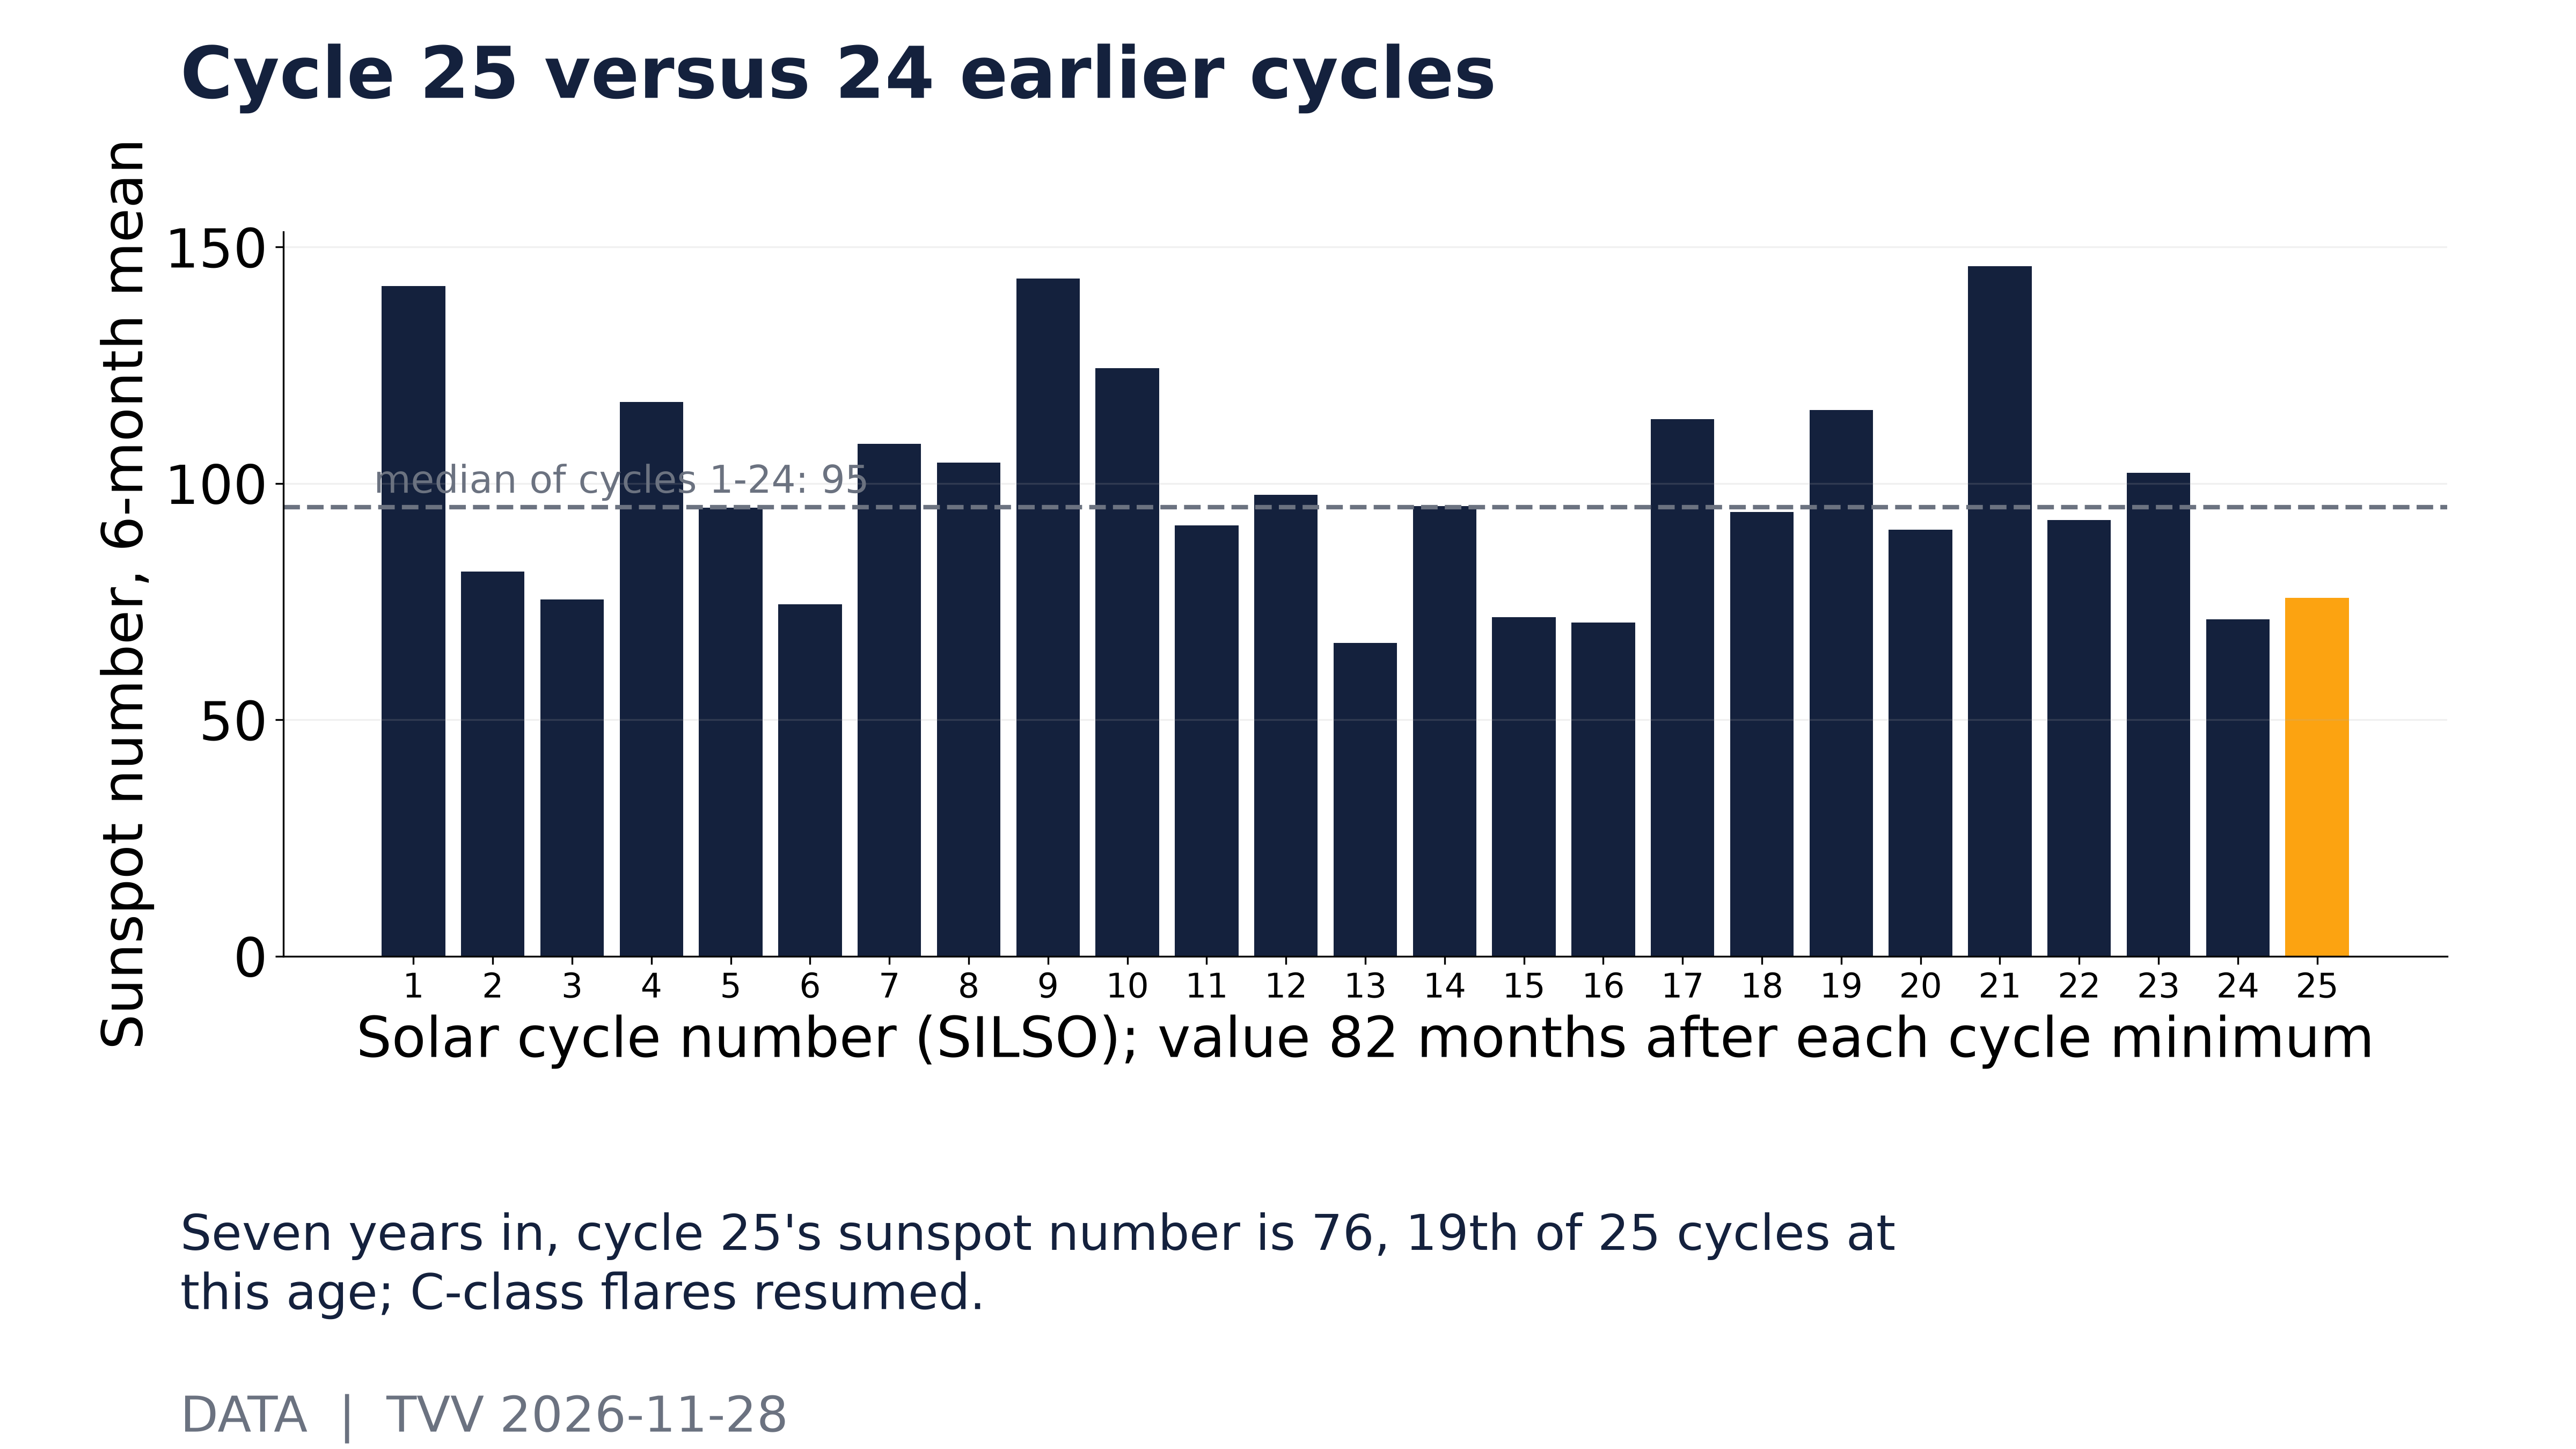 Cycle 25 versus 24 earlier cycles
Sunspot number, 6-month mean
150
100
50
0
median of cycles 1-24: 95
1 2 3 4 5 6 7 8 9 10 11 12 13 14 15 16 17 18 19 20 21 22 23 24 25
Solar cycle number (SILSO); value 82 months after each cycle minimum
Seven years in, cycle 25's sunspot number is 76, 19th of 25 cycles at
this age; C-class flares resumed.
DATA | TVV 2026-11-28